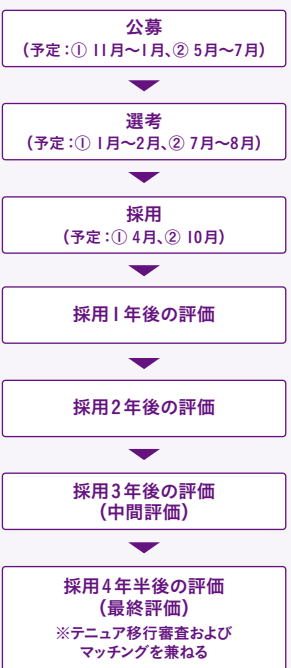 公募
(予定:① 11月〜1月、② 5月〜7月)
選考
(予定:① 1月〜2月、② 7月〜8月)
採用
(予定:① 4月、② 10月)
採用1年後の評価
採用2年後の評価
採用3年後の評価
(中間評価)
採用4年半後の評価
(最終評価)
※テニュア移行審査および
マッチングを兼ねる